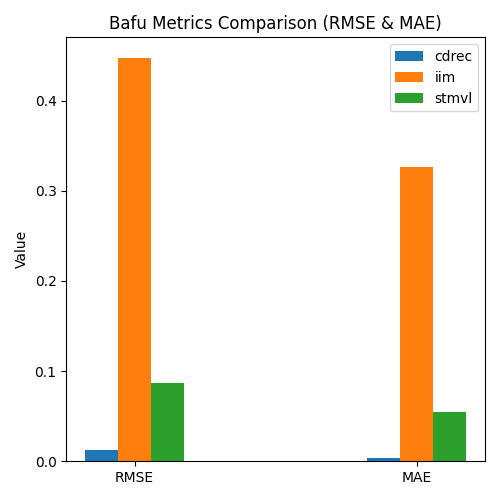 Bafu Metrics Comparison (RMSE & MAE)
cdrec
iim
stmvl
Value
0.4
0.3
0.2
0.1
0.0
RMSE
MAE